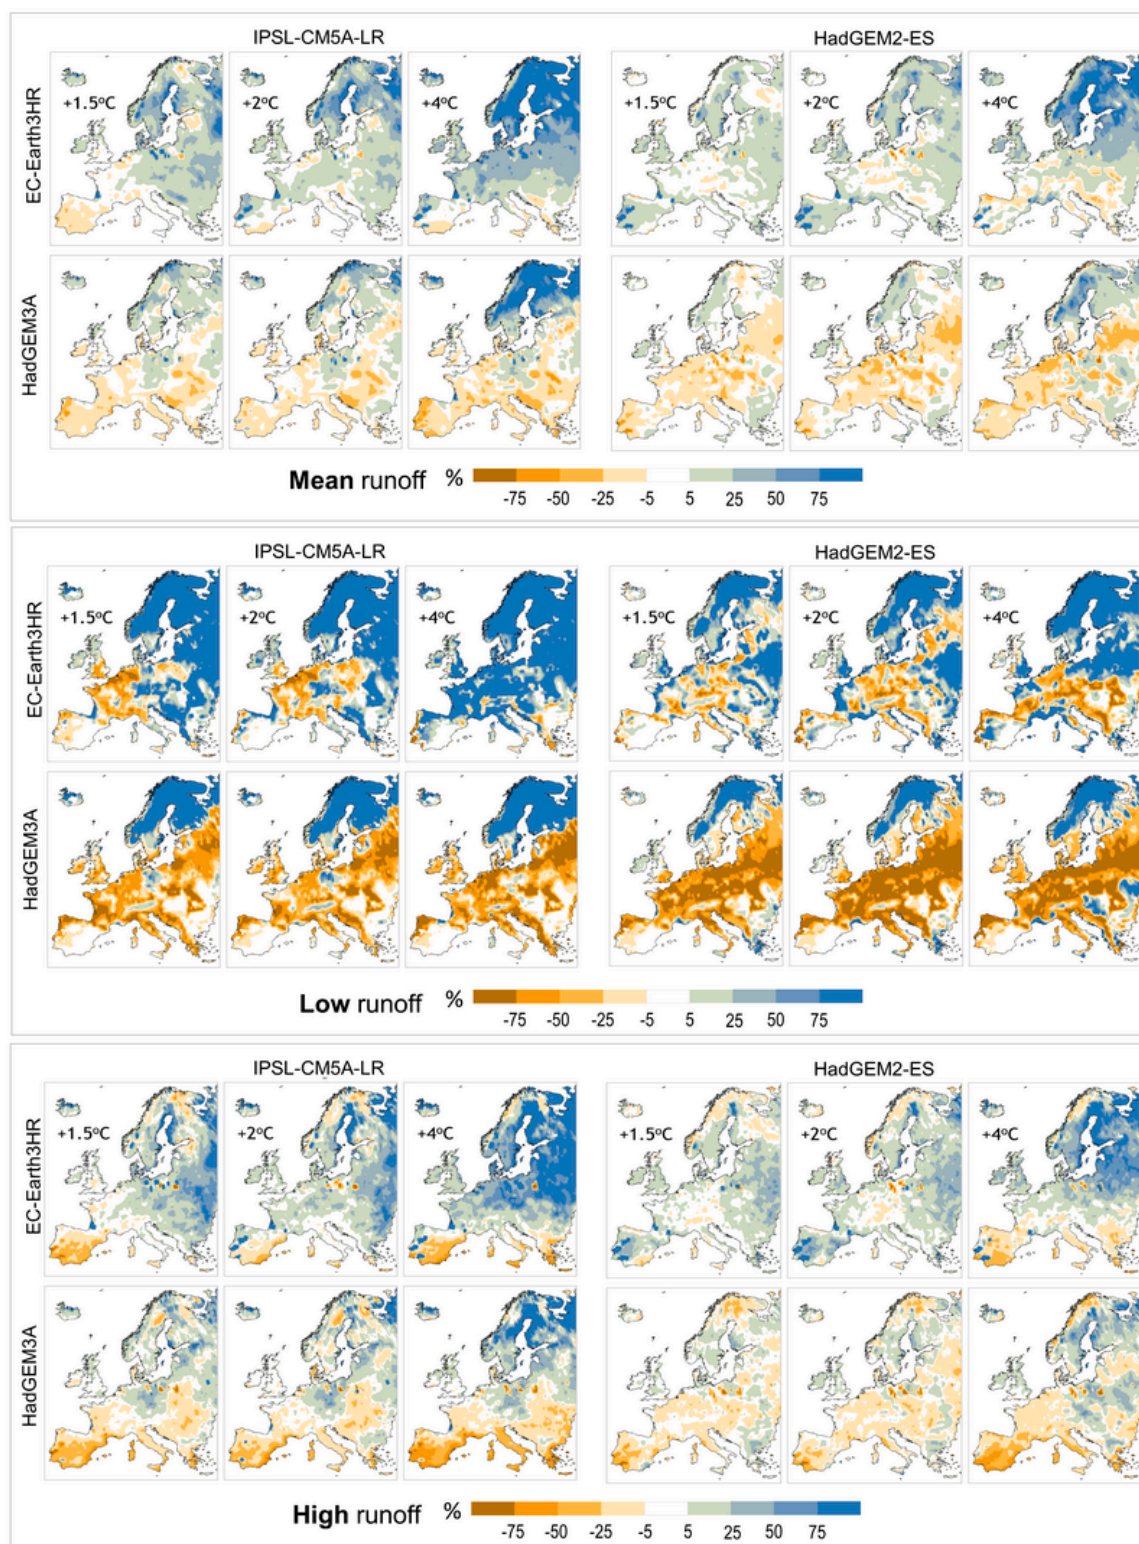 IPSL-CM5A-LR HadGEM2-ES
EC-Earth3HR
+1.5°C +2°C +4°C +1.5°C +2°C +4°C
HadGEM3A
Mean runoff % -75 -50 -25 -5 5 25 50 75
IPSL-CM5A-LR HadGEM2-ES
EC-Earth3HR
+1.5°C +2°C +4°C +1.5°C +2°C +4°C
HadGEM3A
Low runoff % -75 -50 -25 -5 5 25 50 75
IPSL-CM5A-LR HadGEM2-ES
EC-Earth3HR
+1.5°C +2°C +4°C +1.5°C +2°C +4°C
HadGEM3A
High runoff % -75 -50 -25 -5 5 25 50 75